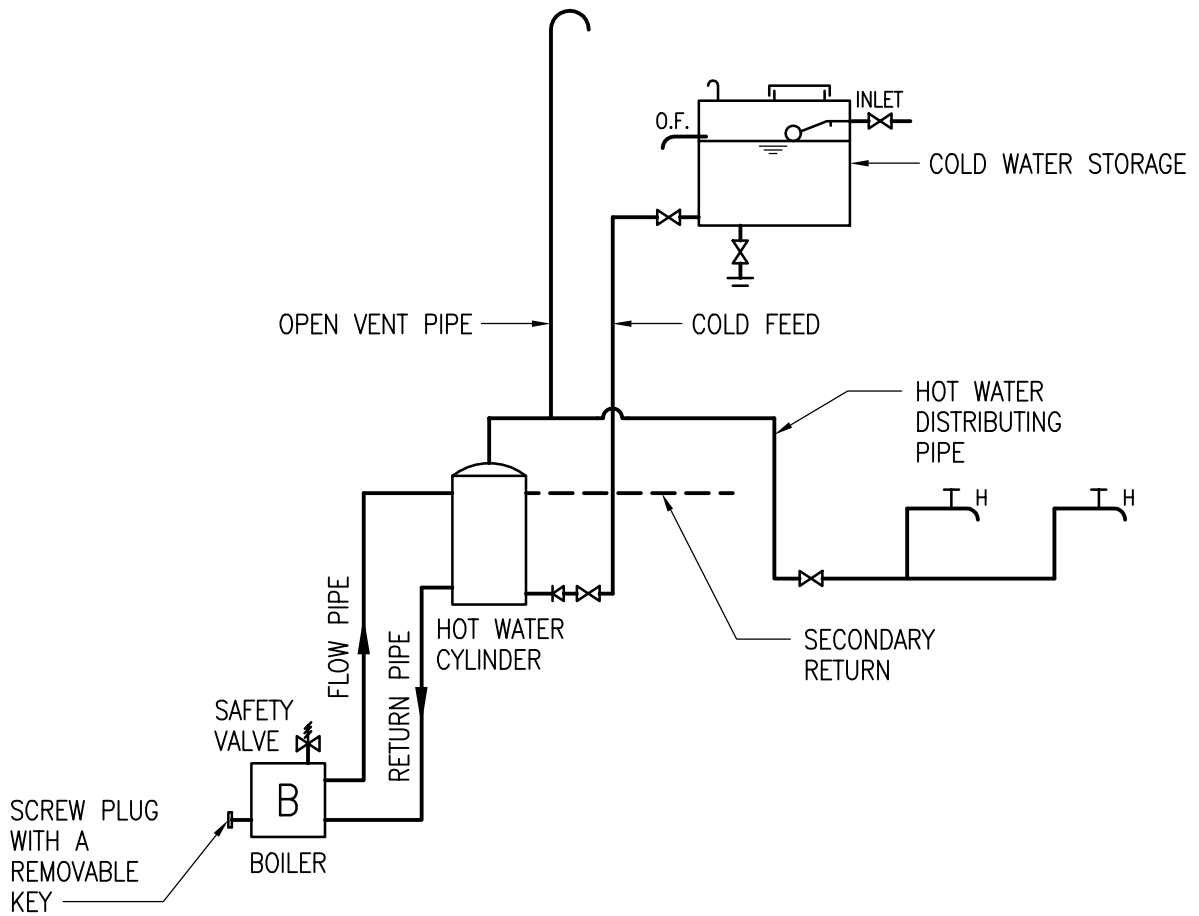 INLET
O.F.
COLD WATER STORAGE
OPEN VENT PIPE
COLD FEED
HOT WATER
DISTRIBUTING
PIPE
H
H
FLOW PIPE
RETURN PIPE
HOT WATER
CYLINDER
SECONDARY
RETURN
SAFETY
VALVE
B
BOILER
SCREW PLUG
WITH A
REMOVABLE
KEY